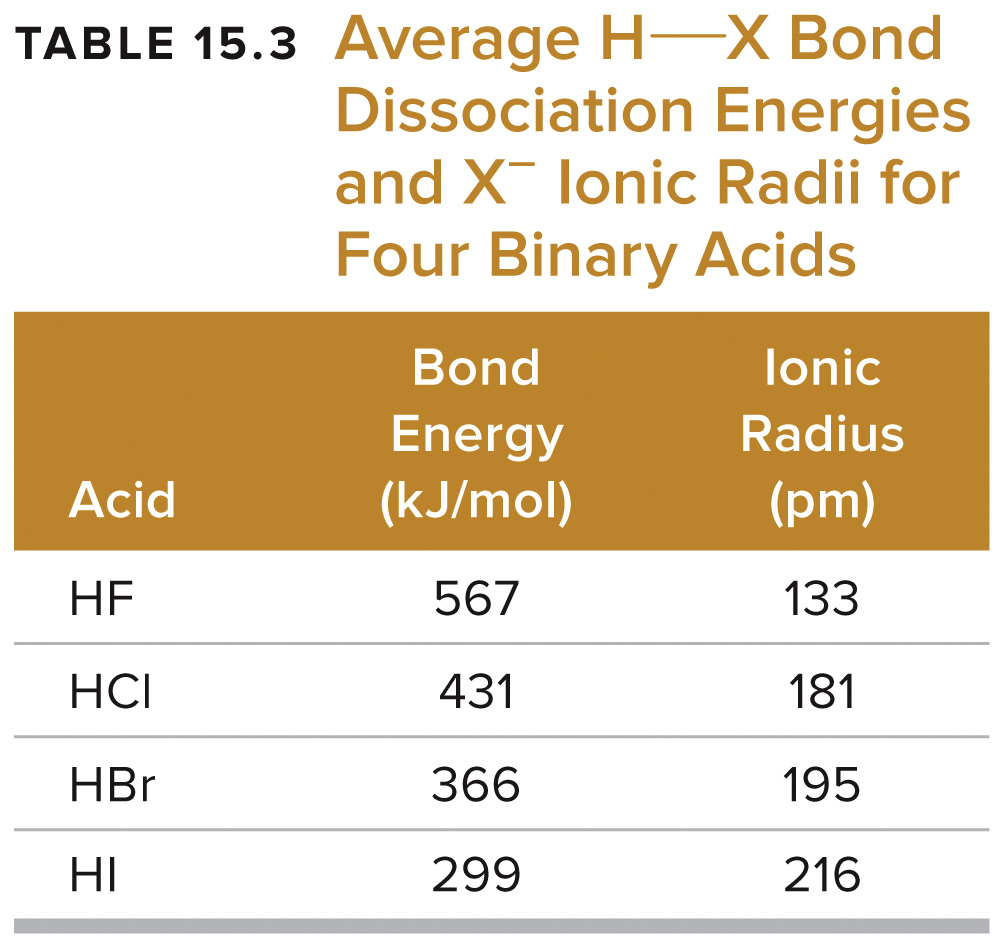 TABLE 15.3 Average H—X Bond
Dissociation Energies
and X⁻ Ionic Radii for
Four Binary Acids
Acid Bond Energy (kJ/mol) Ionic Radius (pm)
HF 567 133
HCl 431 181
HBr 366 195
HI 299 216